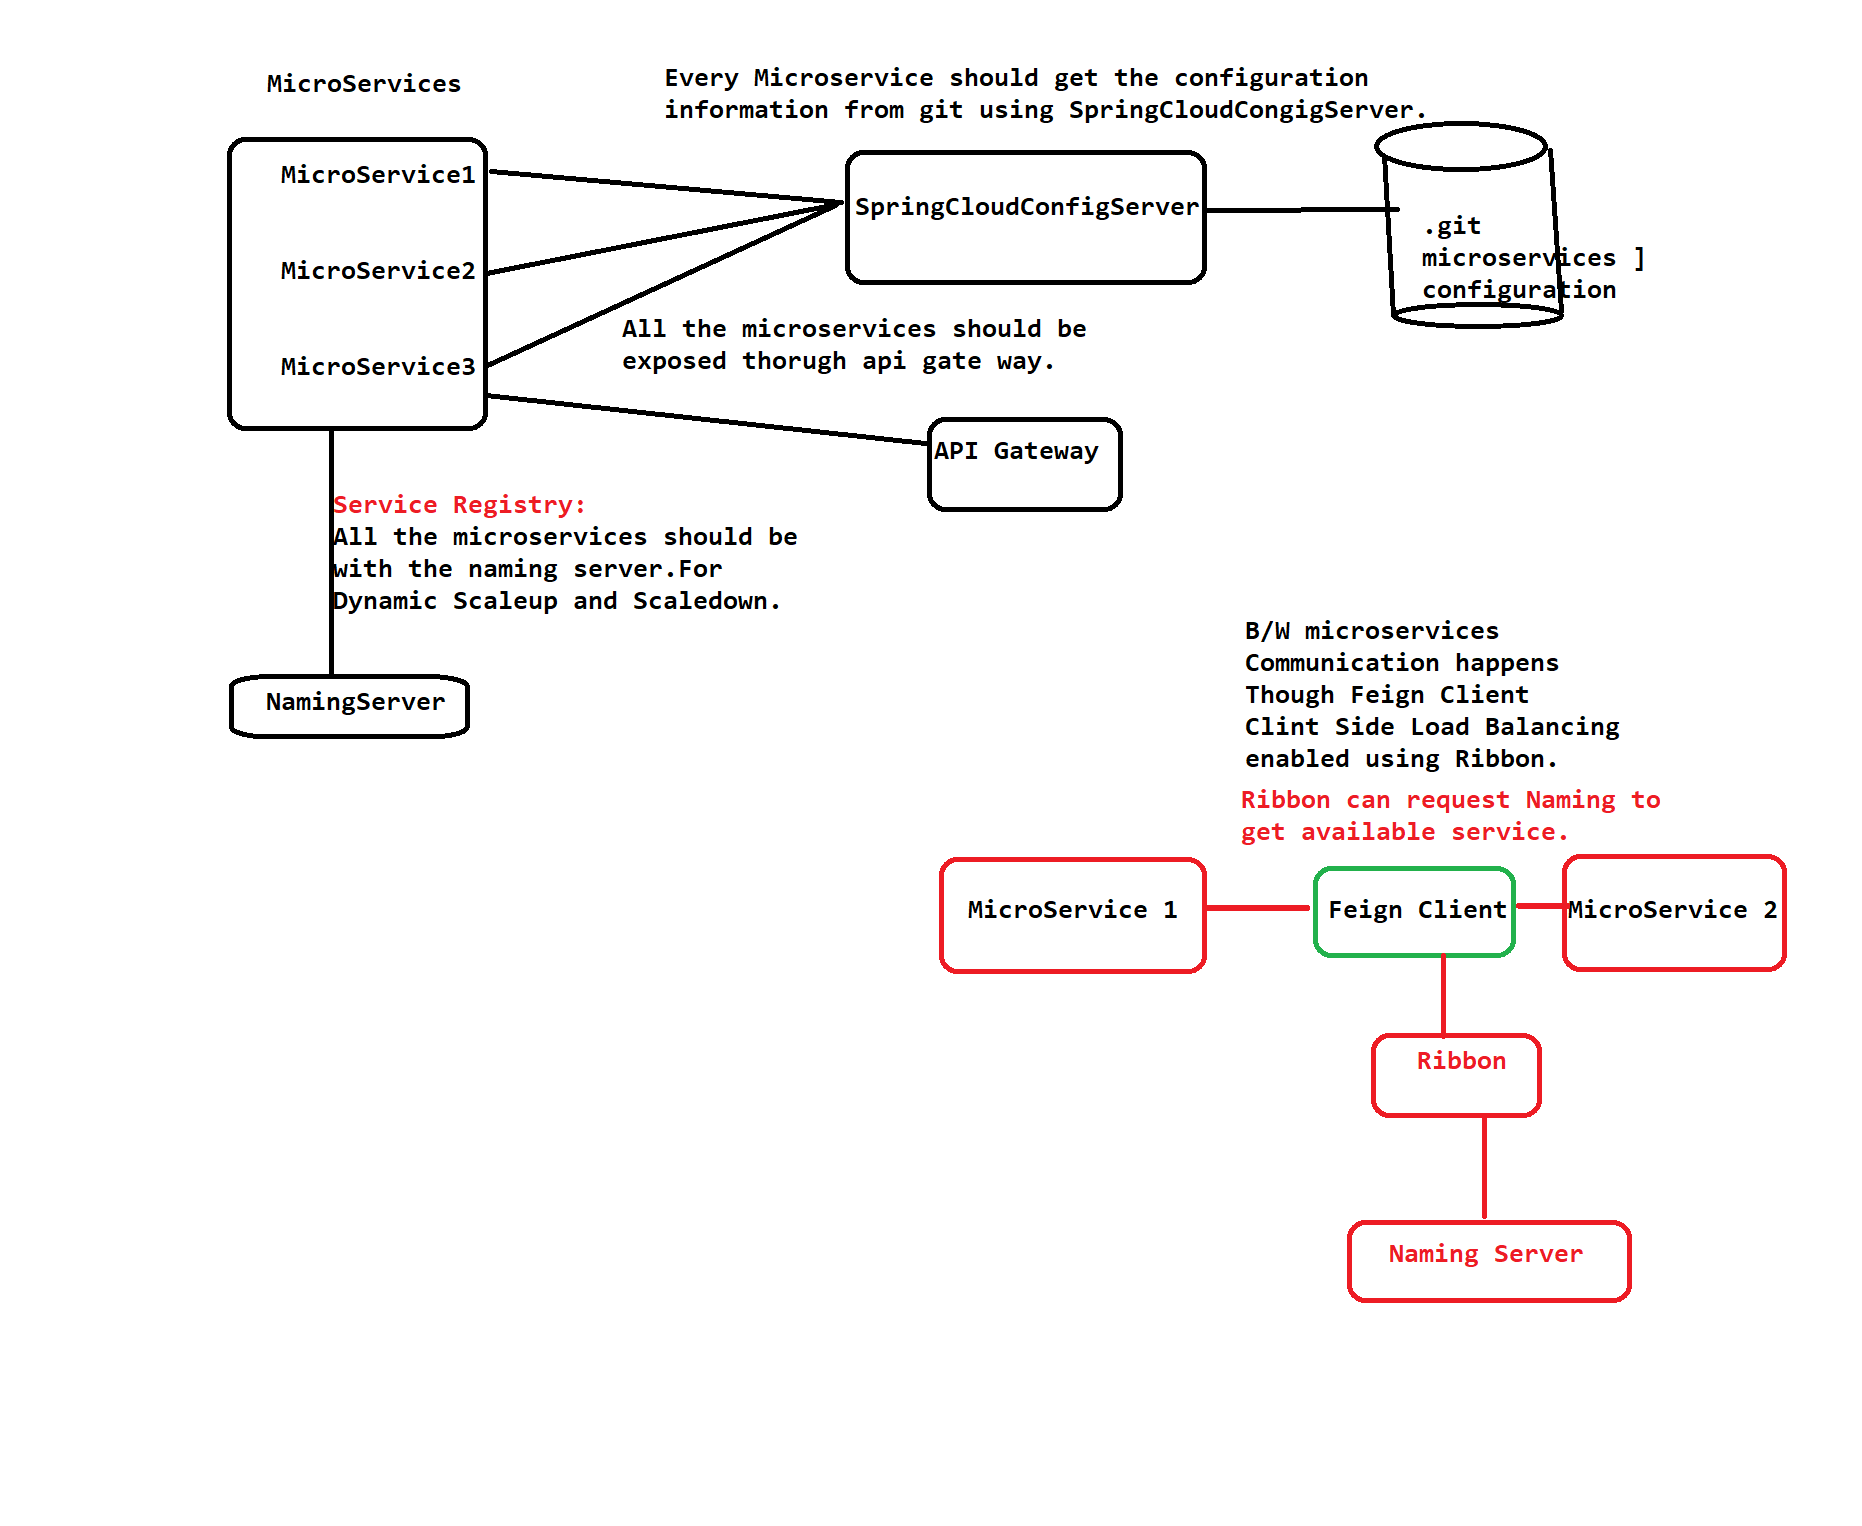 MicroServices
Every Microservice should get the configuration
information from git using SpringCloudCongigServer.
MicroService1
MicroService2
MicroService3
SpringCloudConfigServer
.git
microservices ]
configuration
All the microservices should be
exposed thorugh api gate way.
API Gateway
Service Registry:
All the microservices should be
with the naming server.For
Dynamic Scaleup and Scaledown.
NamingServer
B/W microservices
Communication happens
Though Feign Client
Clint Side Load Balancing
enabled using Ribbon.
Ribbon can request Naming to
get available service.
MicroService 1
Feign Client
MicroService 2
Ribbon
Naming Server